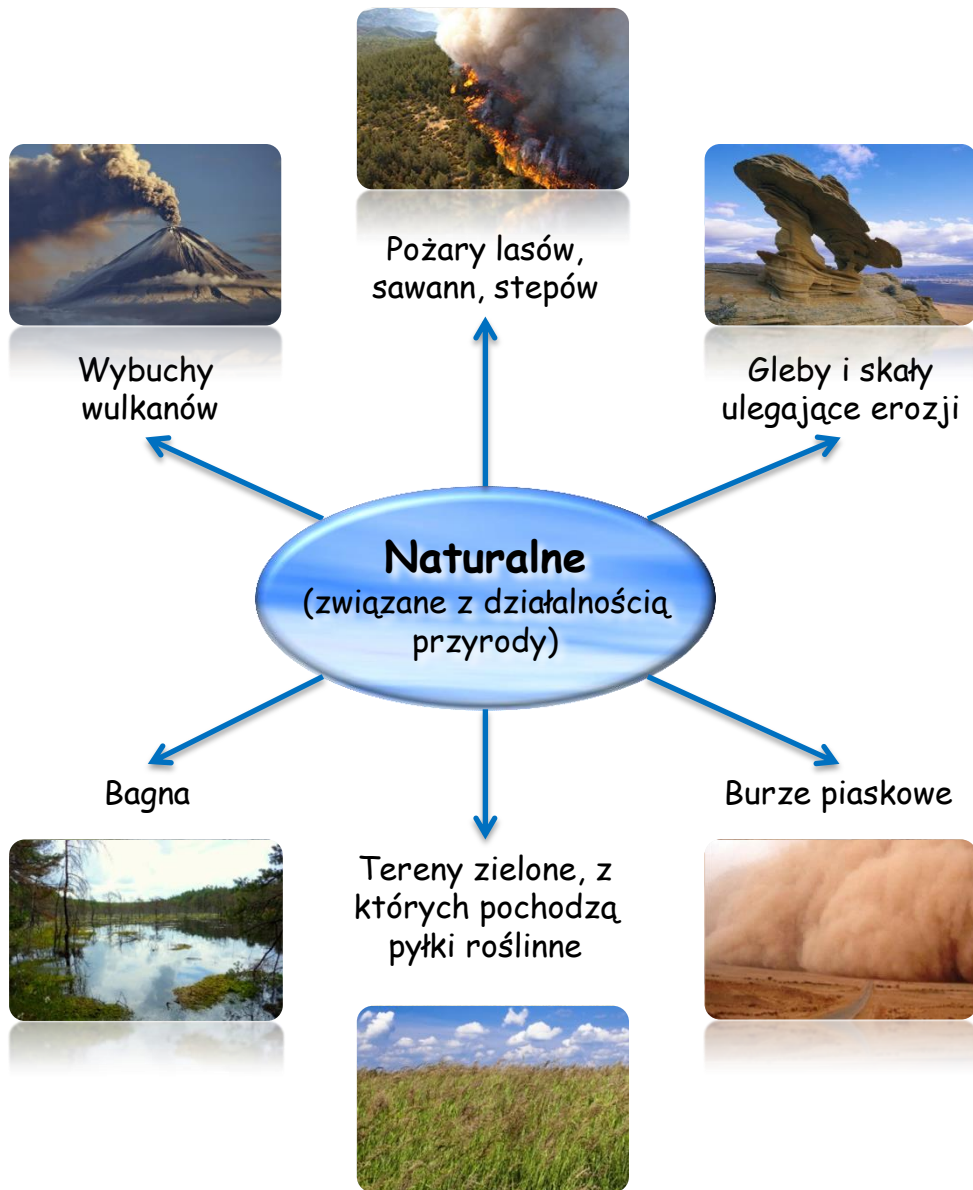 Pożary lasów,
sawann, stepów
Wybuchy
wulkanów
Gleby i skały
ulegające erozji
Naturalne
(związane z działalnością
przyrody)
Bagna
Burze piaskowe
Tereny zielone, z
których pochodzą
pyłki roślinne